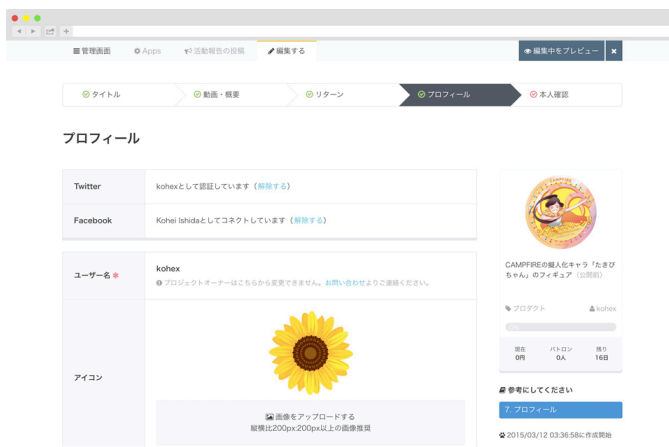 管理画面 Apps 活動報告の投稿 編集する 編集中をプレビュー
タイトル 動画・概要 リターン プロフィール 本人確認
プロフィール
Twitter kohexとして認証しています（解除する）
Facebook Kohei Ishidaとしてコネクトしています（解除する）
ユーザー名 kohex
プロジェクトオーナーはこちらから変更できません。お問い合わせよりご連絡ください。
アイコン
画像をアップロードする
縦横比200px:200px以上の画像推奨
CAMPFIRE
CAMPFIREの擬人化キャラ「たきび
ちゃん」のフィギュア（公開前）
プロダクト kohex
0%
現在 パトロン 残り
0円 0人 16日
参考にしてください
7. プロフィール
2015/03/12 03:36:58に作成開始